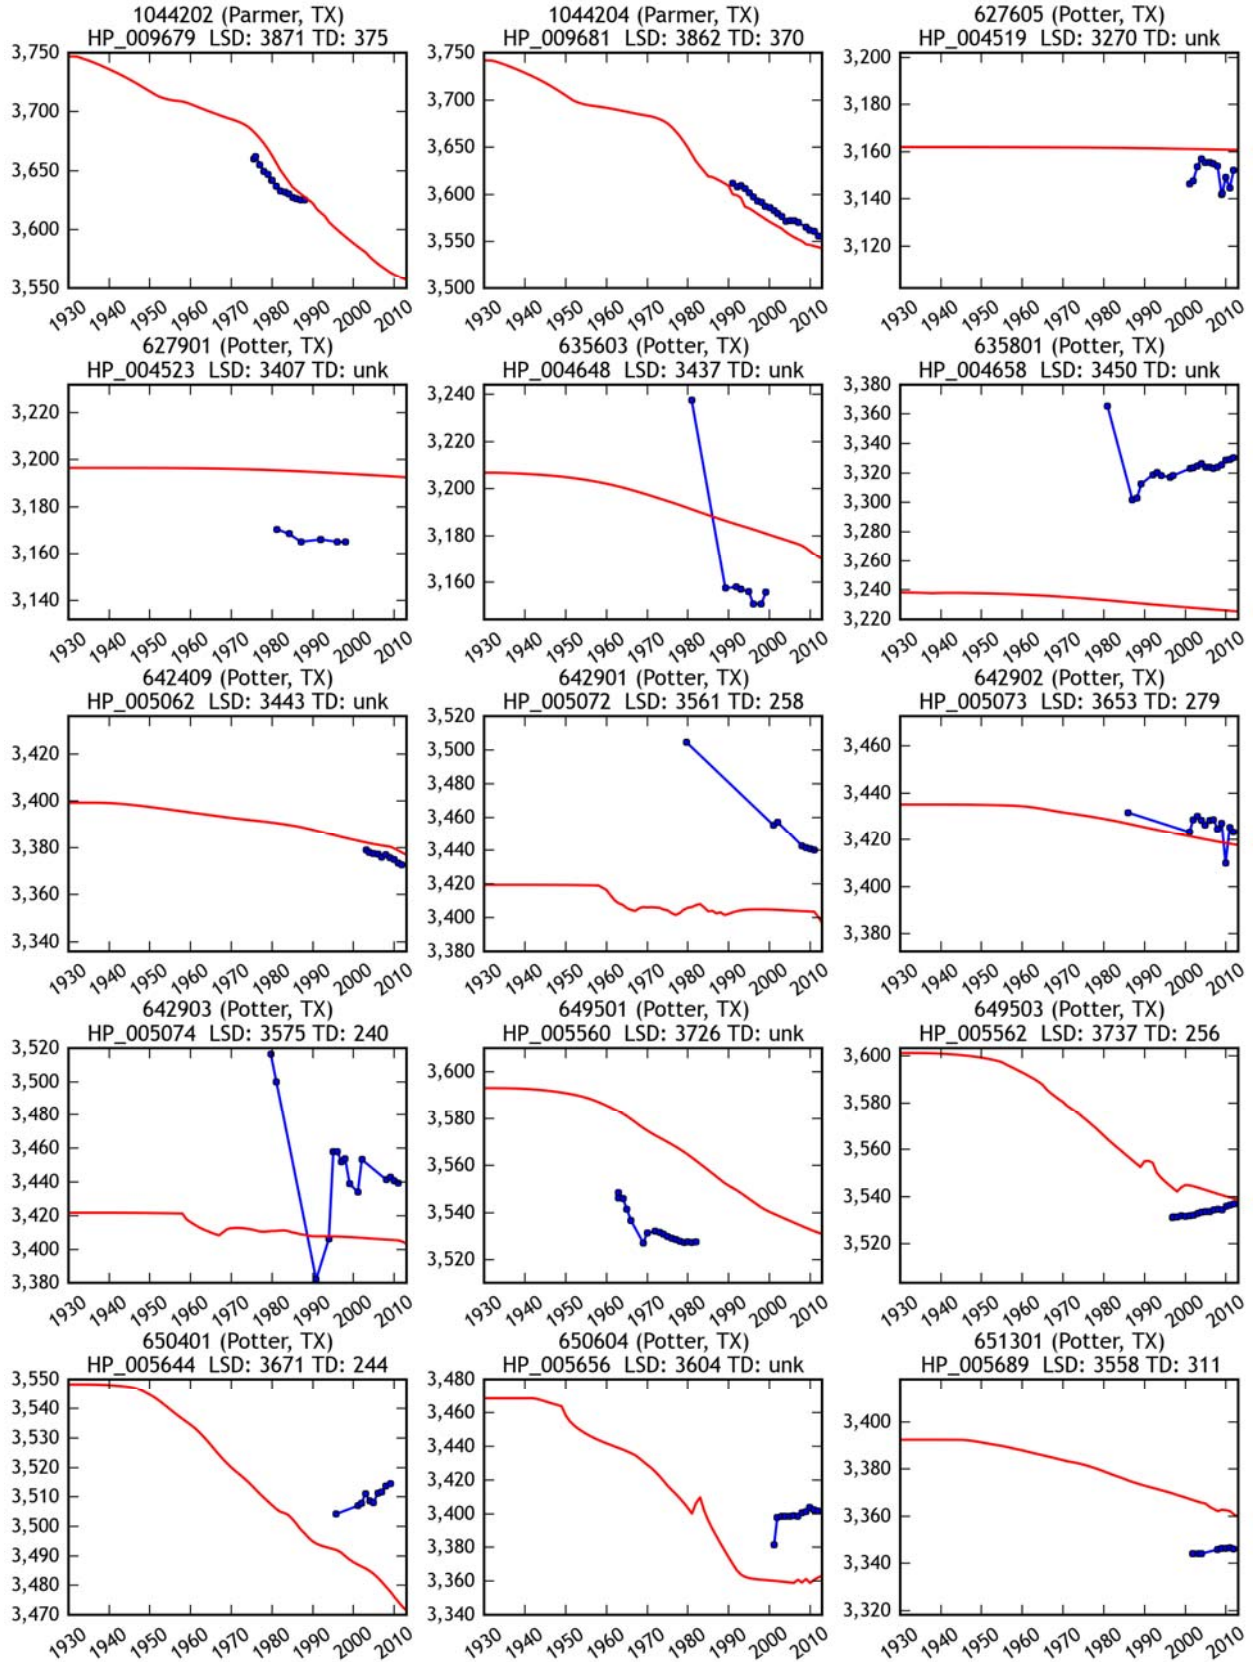 1044202 (Parmer, TX)
HP_009679 LSD: 3871 TD: 375
3,750
3,700
3,650
3,600
3,550
1930 1940 1950 1960 1970 1980 1990 2000 2010
1044204 (Parmer, TX)
HP_009681 LSD: 3862 TD: 370
3,750
3,700
3,650
3,600
3,550
3,500
1930 1940 1950 1960 1970 1980 1990 2000 2010
627605 (Potter, TX)
HP_004519 LSD: 3270 TD: unk
3,200
3,180
3,160
3,140
3,120
1930 1940 1950 1960 1970 1980 1990 2000 2010
627901 (Potter, TX)
HP_004523 LSD: 3407 TD: unk
3,220
3,200
3,180
3,160
3,140
1930 1940 1950 1960 1970 1980 1990 2000 2010
635603 (Potter, TX)
HP_004648 LSD: 3437 TD: unk
3,240
3,220
3,200
3,180
3,160
1930 1940 1950 1960 1970 1980 1990 2000 2010
635801 (Potter, TX)
HP_004658 LSD: 3450 TD: unk
3,380
3,360
3,340
3,320
3,300
3,280
3,260
3,240
3,220
1930 1940 1950 1960 1970 1980 1990 2000 2010
642409 (Potter, TX)
HP_005062 LSD: 3443 TD: unk
3,420
3,400
3,380
3,360
3,340
1930 1940 1950 1960 1970 1980 1990 2000 2010
642901 (Potter, TX)
HP_005072 LSD: 3561 TD: 258
3,520
3,500
3,480
3,460
3,440
3,420
3,400
3,380
1930 1940 1950 1960 1970 1980 1990 2000 2010
642902 (Potter, TX)
HP_005073 LSD: 3653 TD: 279
3,460
3,440
3,420
3,400
3,380
1930 1940 1950 1960 1970 1980 1990 2000 2010
642903 (Potter, TX)
HP_005074 LSD: 3575 TD: 240
3,520
3,500
3,480
3,460
3,440
3,420
3,400
3,380
1930 1940 1950 1960 1970 1980 1990 2000 2010
649501 (Potter, TX)
HP_005560 LSD: 3726 TD: unk
3,600
3,580
3,560
3,540
3,520
1930 1940 1950 1960 1970 1980 1990 2000 2010
649503 (Potter, TX)
HP_005562 LSD: 3737 TD: 256
3,600
3,580
3,560
3,540
3,520
1930 1940 1950 1960 1970 1980 1990 2000 2010
650401 (Potter, TX)
HP_005644 LSD: 3671 TD: 244
3,550
3,540
3,530
3,520
3,510
3,500
3,490
3,480
3,470
1930 1940 1950 1960 1970 1980 1990 2000 2010
650604 (Potter, TX)
HP_005656 LSD: 3604 TD: unk
3,480
3,460
3,440
3,420
3,400
3,380
3,360
3,340
1930 1940 1950 1960 1970 1980 1990 2000 2010
651301 (Potter, TX)
HP_005689 LSD: 3558 TD: 311
3,400
3,380
3,360
3,340
3,320
1930 1940 1950 1960 1970 1980 1990 2000 2010